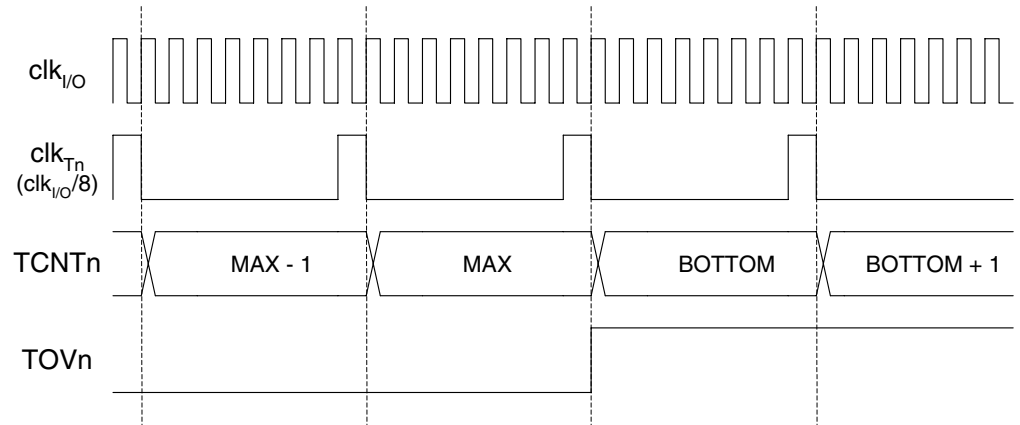 clkI/O
clkTn
(clkI/O/8)
TCNTn MAX - 1 MAX BOTTOM BOTTOM + 1
TOVn